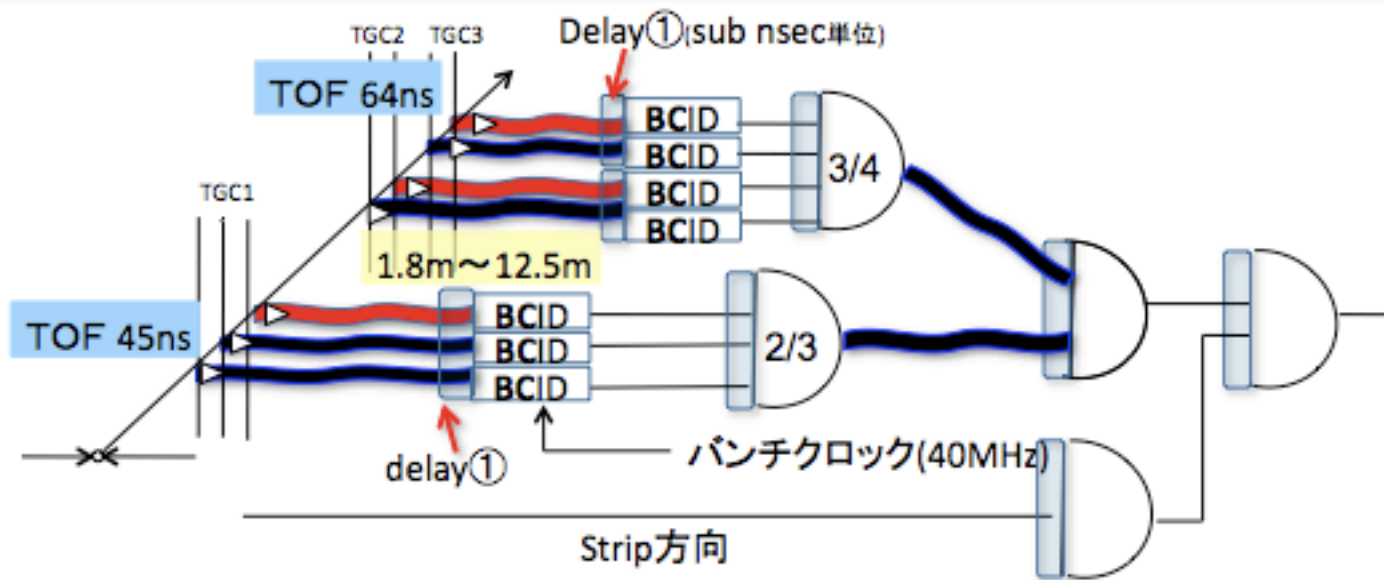 TGC2 TGC3
Delay①(sub nsec単位)
TOF 64ns
BCID
BCID
BCID
BCID
3/4
TGC1
1.8m～12.5m
TOF 45ns
BCID
BCID
BCID
2/3
delay①
バンチクロック(40MHz)
Strip方向